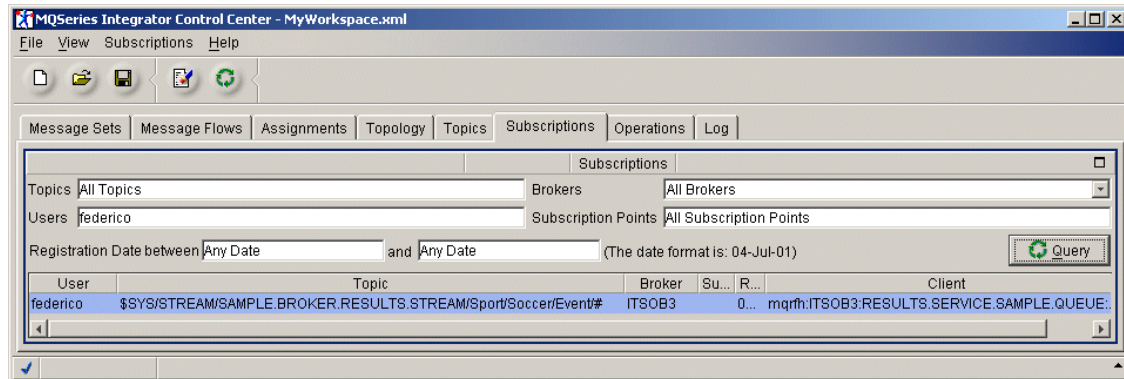 MQSeries Integrator Control Center - MyWorkspace.xml
File View Subscriptions Help
Message Sets Message Flows Assignments Topology Topics Subscriptions Operations Log
Subscriptions
Topics All Topics Brokers All Brokers
Users federico Subscription Points All Subscription Points
Registration Date between Any Date and Any Date (The date format is: 04-Jul-01) Query
User Topic Broker Su... R... Client
federico $SYS/STREAM/SAMPLE.BROKER.RESULTS.STREAM/Sport/Soccer/Event/# ITSOB3 0... mqrfh:ITSOB3:RESULTS.SERVICE.SAMPLE.QUEUE: